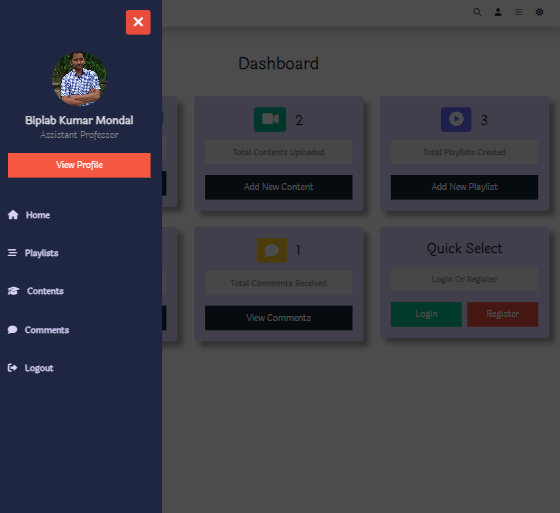 Biplab Kumar Mondal
Assistant Professor
View Profile
Home
Playlists
Contents
Comments
Logout
Dashboard
2
Total Contents Uploaded
Add New Content
3
Total Playlists Created
Add New Playlist
1
Total Comments Received
View Comments
Quick Select
Login Or Register
Login
Register